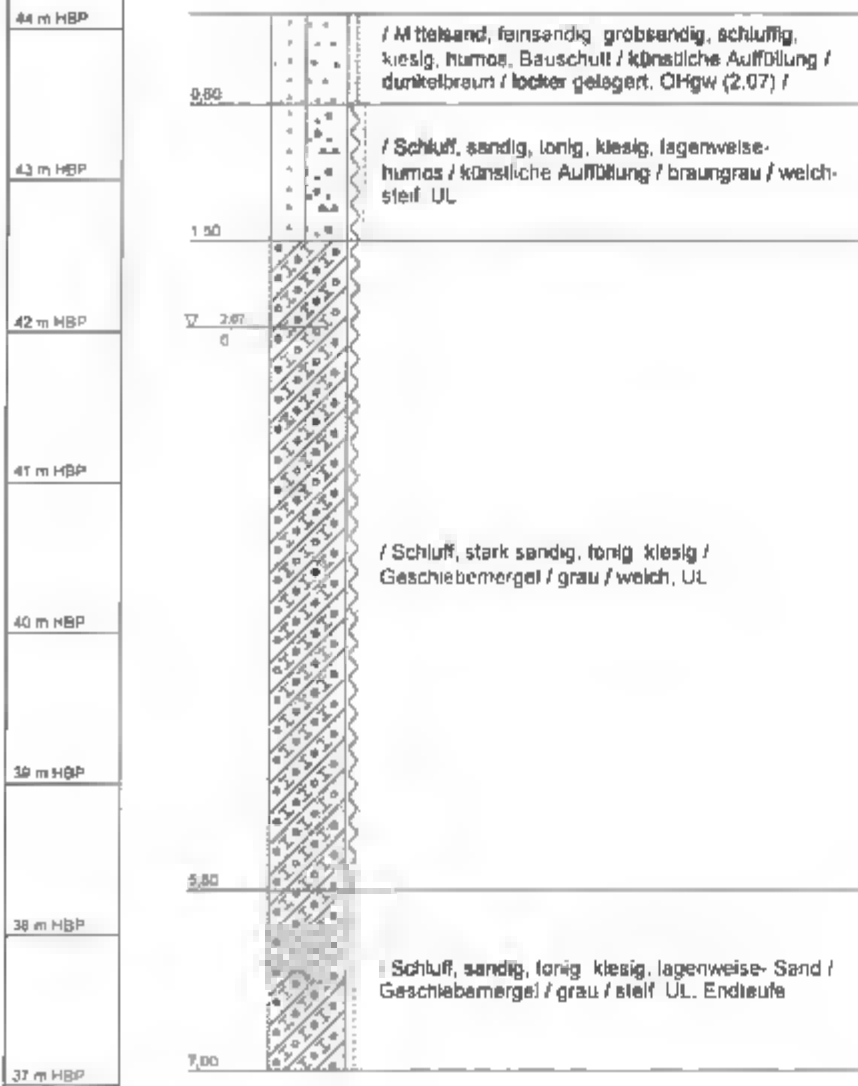 44 m HBP
/ Mittelsand, feinsandig grobsandig, schluffig,
kiesig, humos, Bauschutt / künstliche Auffüllung /
dunkelbraun / locker gelagert, OHgw (2.07) /
0,60
/ Schluff, sandig, tonig, kiesig, lagenweise-
humos / künstliche Auffüllung / braungrau / weich-
steif UL
43 m HBP
1,50
42 m HBP
2,07
41 m HBP
/ Schluff, stark sandig, tonig kiesig /
Geschiebemergel / grau / weich, UL
40 m HBP
39 m HBP
5,80
38 m HBP
Schluff, sandig, tonig kiesig, lagenweise- Sand /
Geschiebemergel / grau / steif UL. Endteufe
7,00
37 m HBP